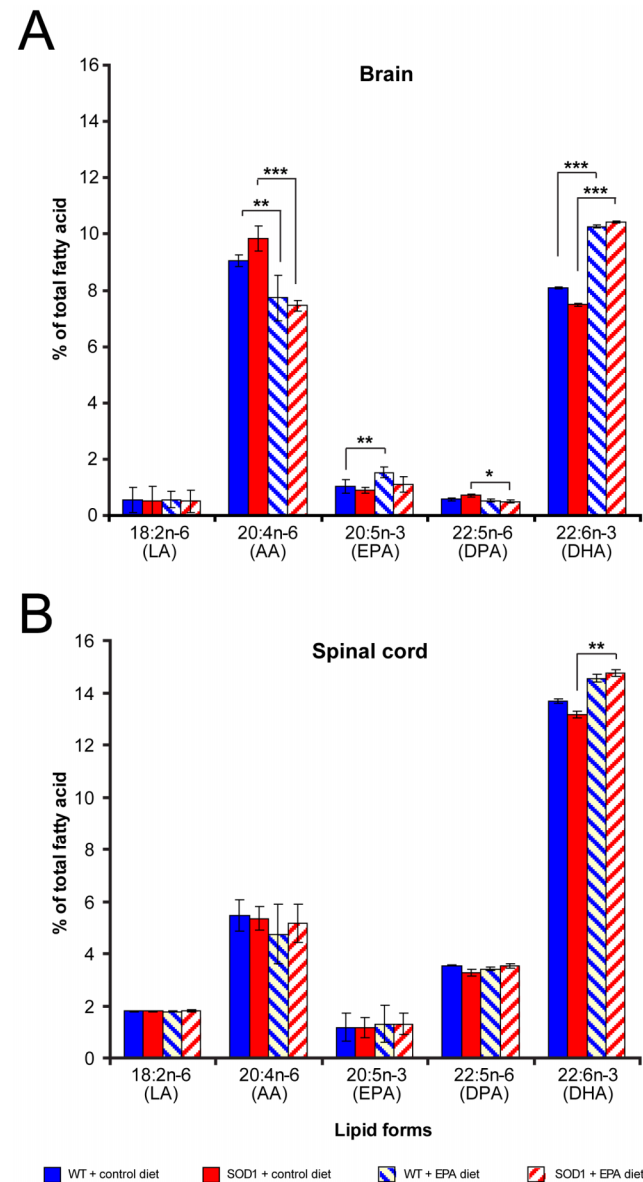 A
Brain
% of total fatty acid
16
14
12
10
8
6
4
2
0
***
**
***
***
**
*
18:2n-6 20:4n-6 20:5n-3 22:5n-6 22:6n-3
(LA) (AA) (EPA) (DPA) (DHA)
B
Spinal cord
% of total fatty acid
16
14
12
10
8
6
4
2
0
**
18:2n-6 20:4n-6 20:5n-3 22:5n-6 22:6n-3
(LA) (AA) (EPA) (DPA) (DHA)
Lipid forms
WT + control diet SOD1 + control diet WT + EPA diet SOD1 + EPA diet